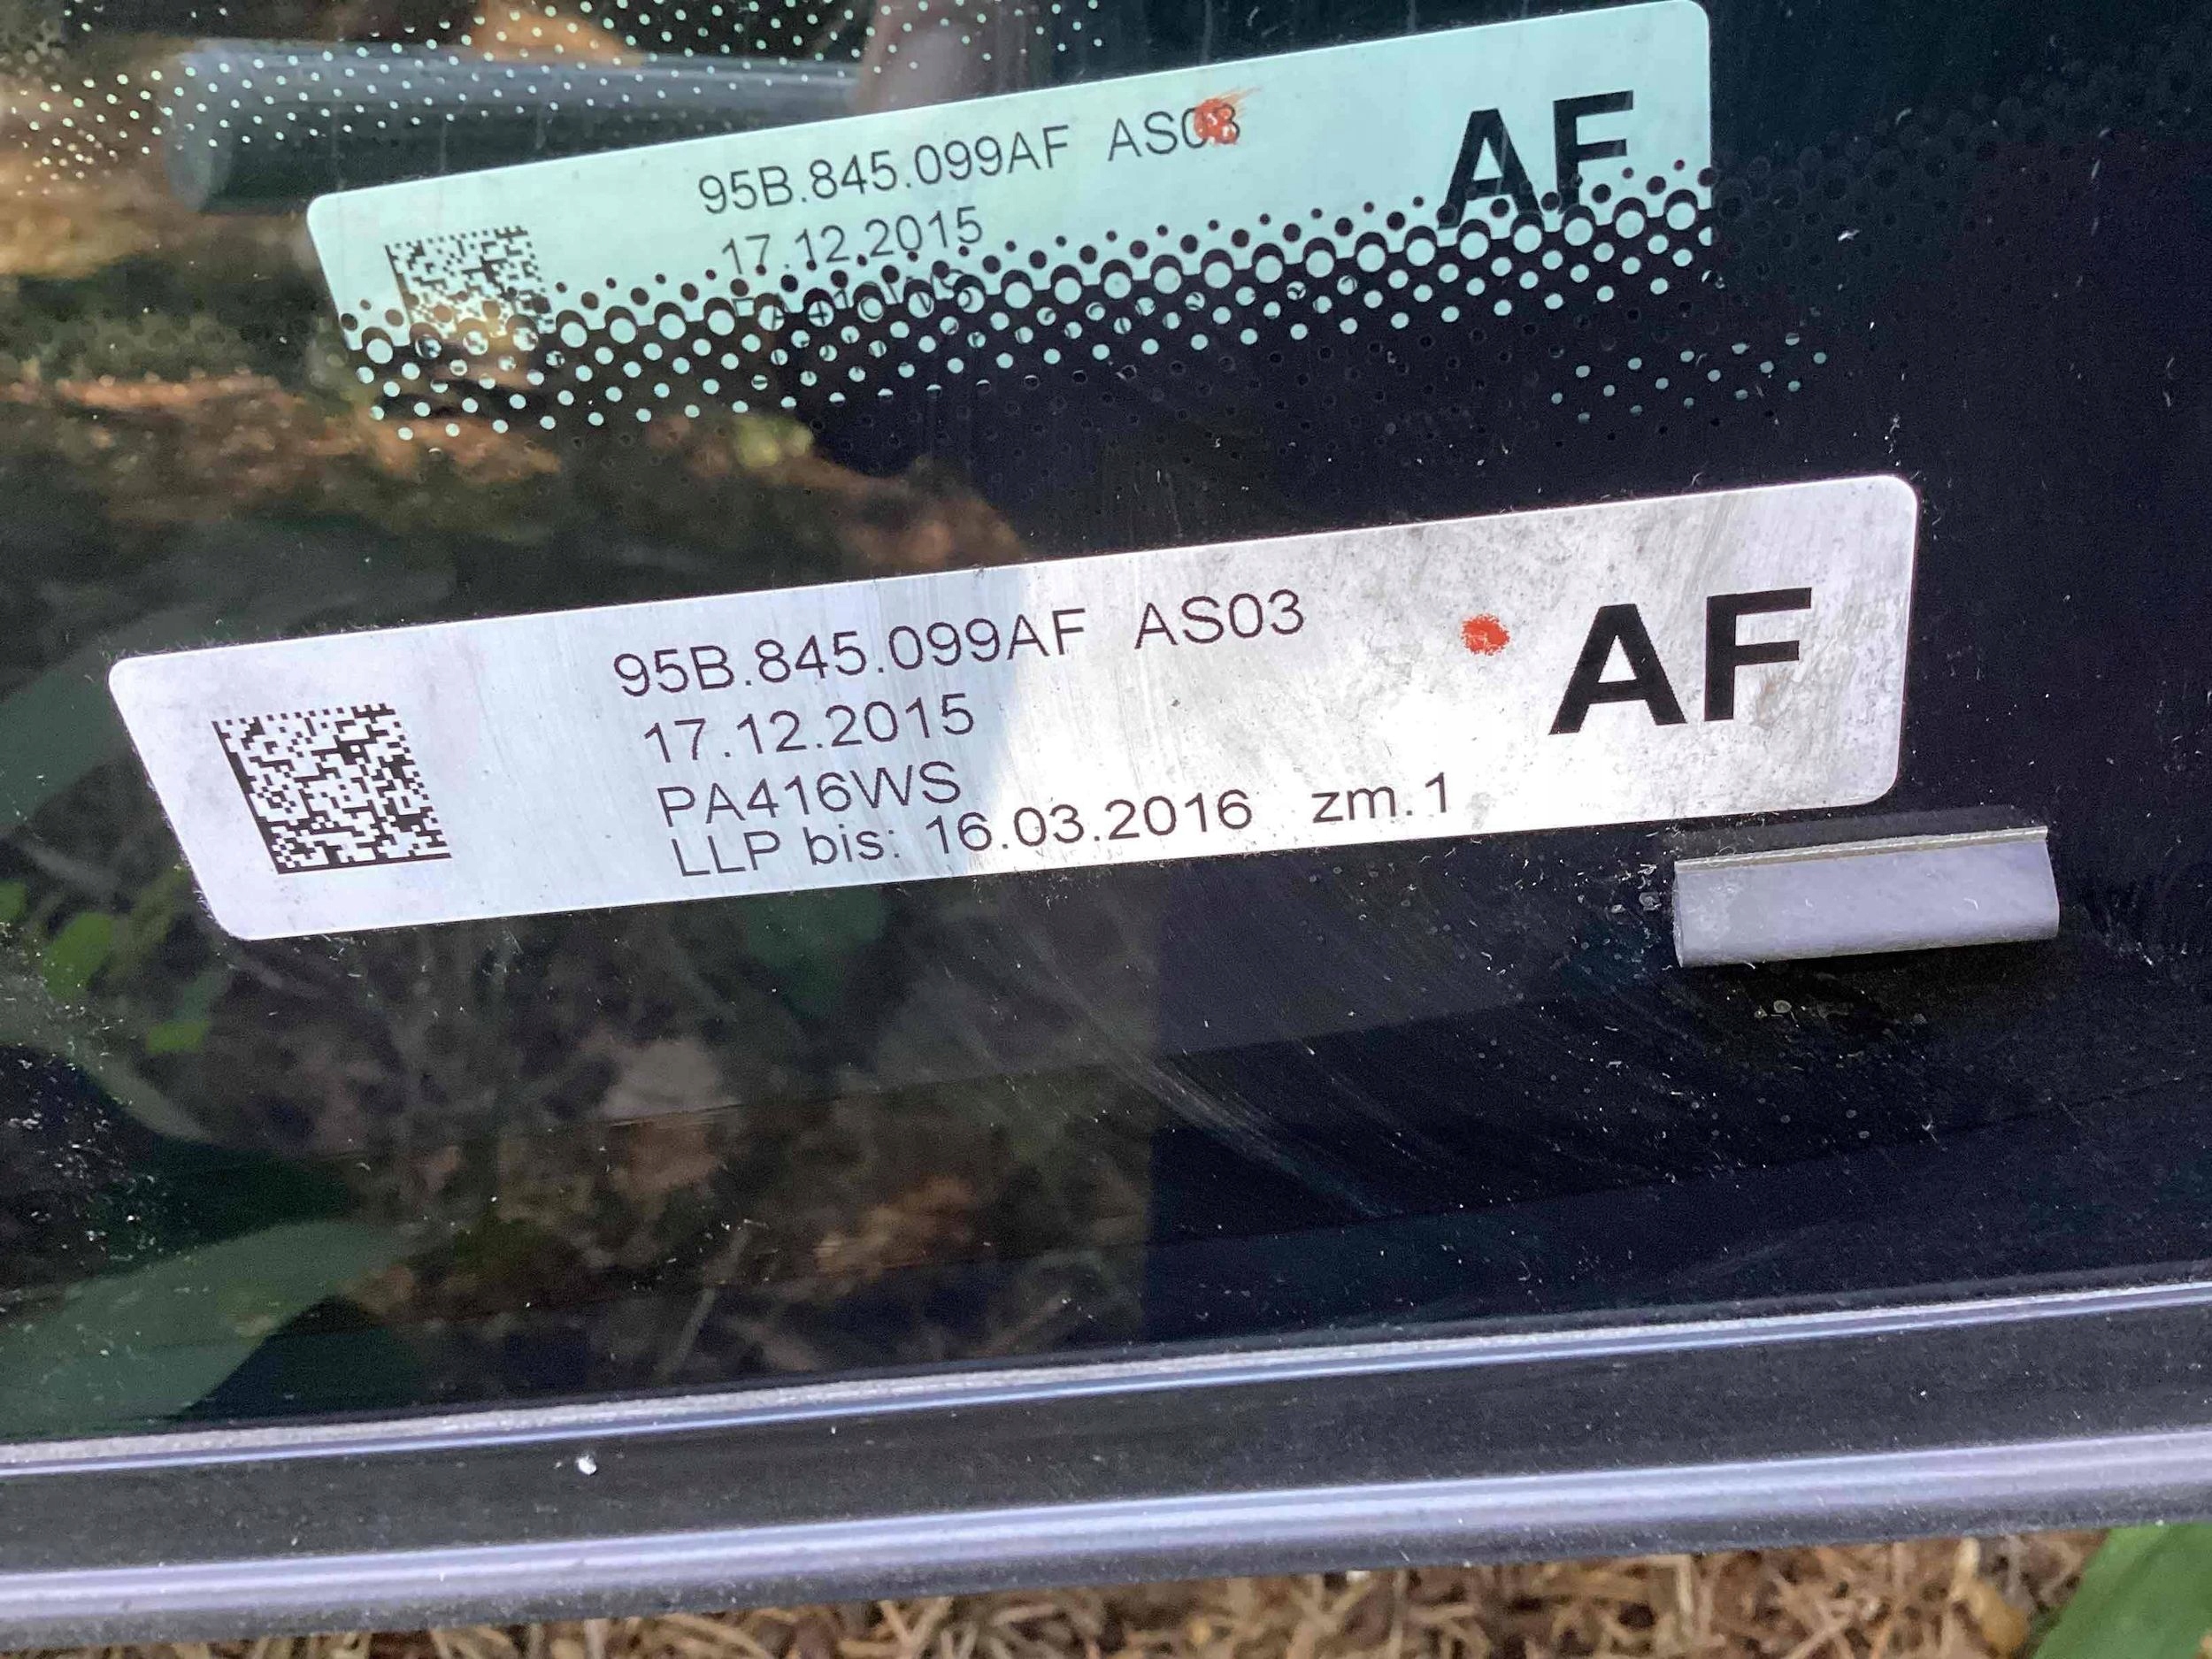 95B.845.099AF AS03
AF
17.12.2015
95B.845.099AF AS03
AF
17.12.2015
PA416WS
LLP bis: 16.03.2016 zm.1